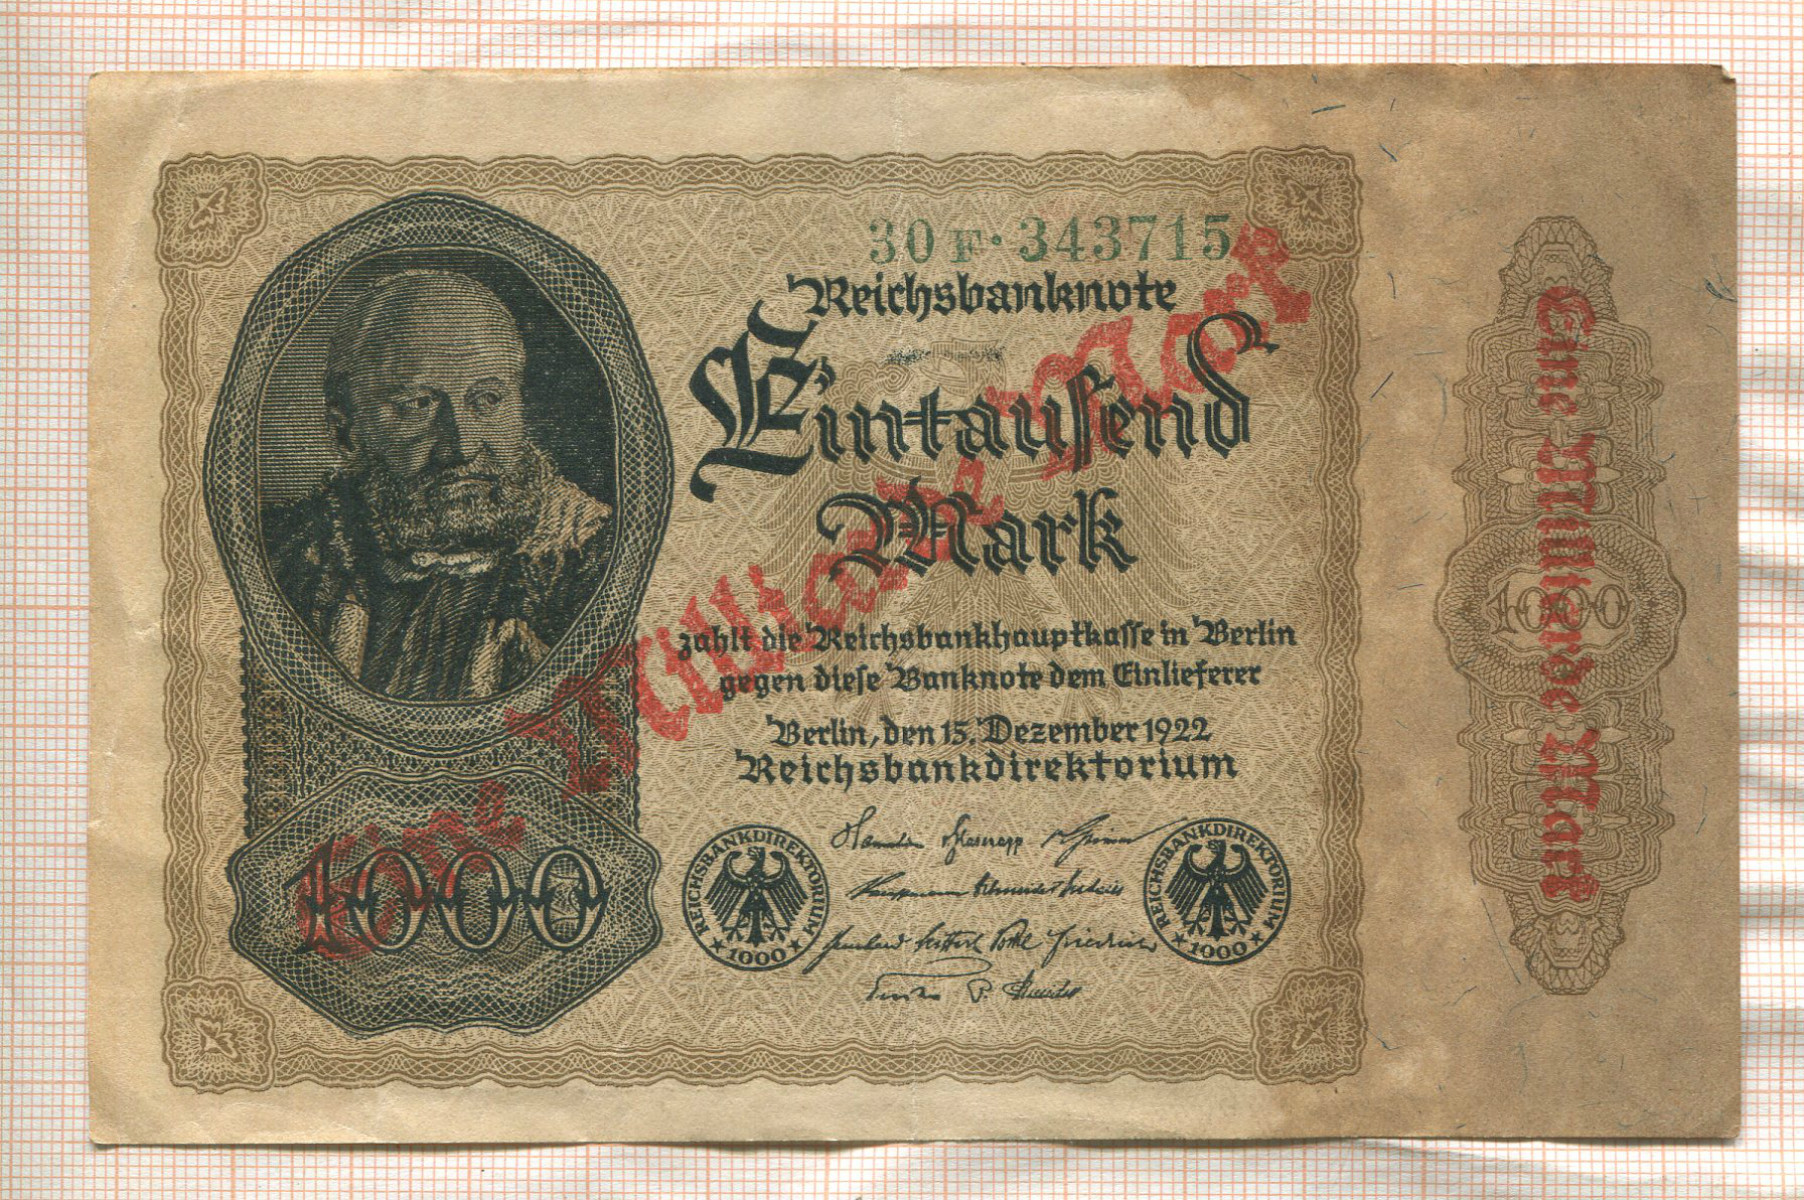 30F·343715
Reichsbanknote
Eintausend
Mark
zahlt die Reichsbankhauptkasse in Berlin
gegen diese Banknote dem Einlieferer
Berlin, den 15. Dezember 1922
Reichsbankdirektorium
Eine Milliarde Mark
1000
REICHSBANKDIREKTORIUM
★1000★
REICHSBANKDIREKTORIUM
★1000★
Eine Milliarde Mark
1000